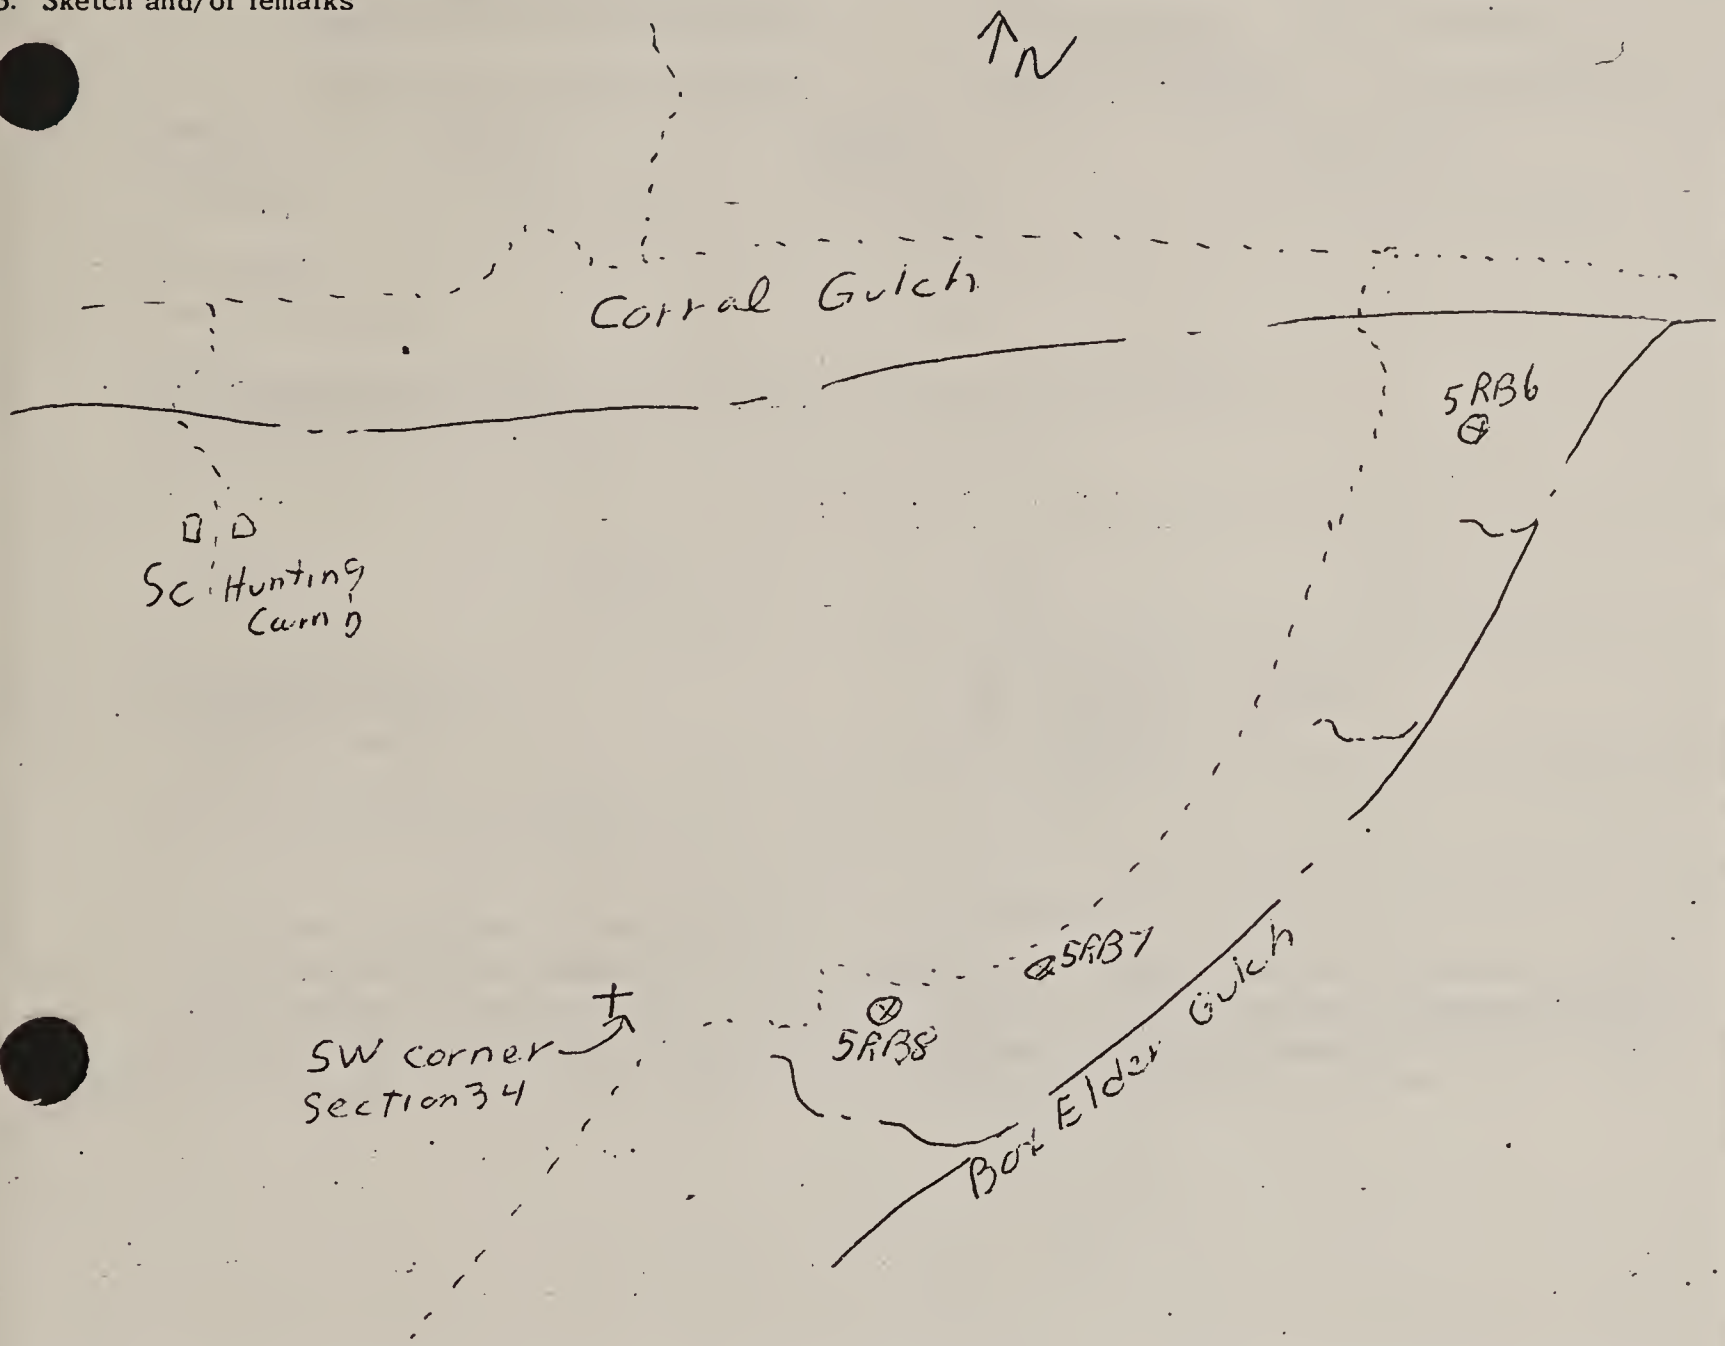 Sketch and/or remarks
N
Corral Gulch
5RB6
Sc Hunting
Camp
5RB7
5RB8
SW corner
Section 34
Box Elder Gulch